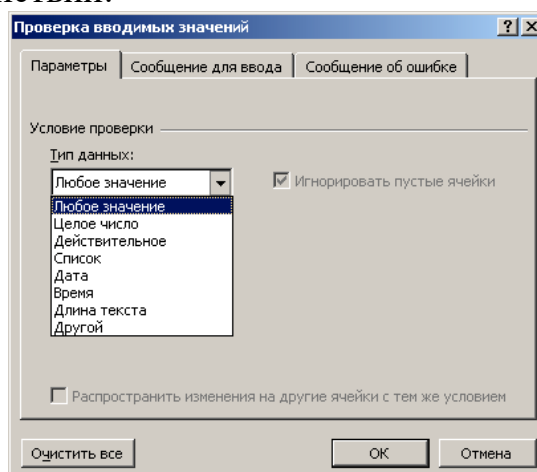 Проверка вводимых значений
Параметры Сообщение для ввода Сообщение об ошибке
Условие проверки
Тип данных:
Любое значение Игнорировать пустые ячейки
Любое значение
Целое число
Действительное
Список
Дата
Время
Длина текста
Другой
Распространить изменения на другие ячейки с тем же условием
Очистить все ОК Отмена